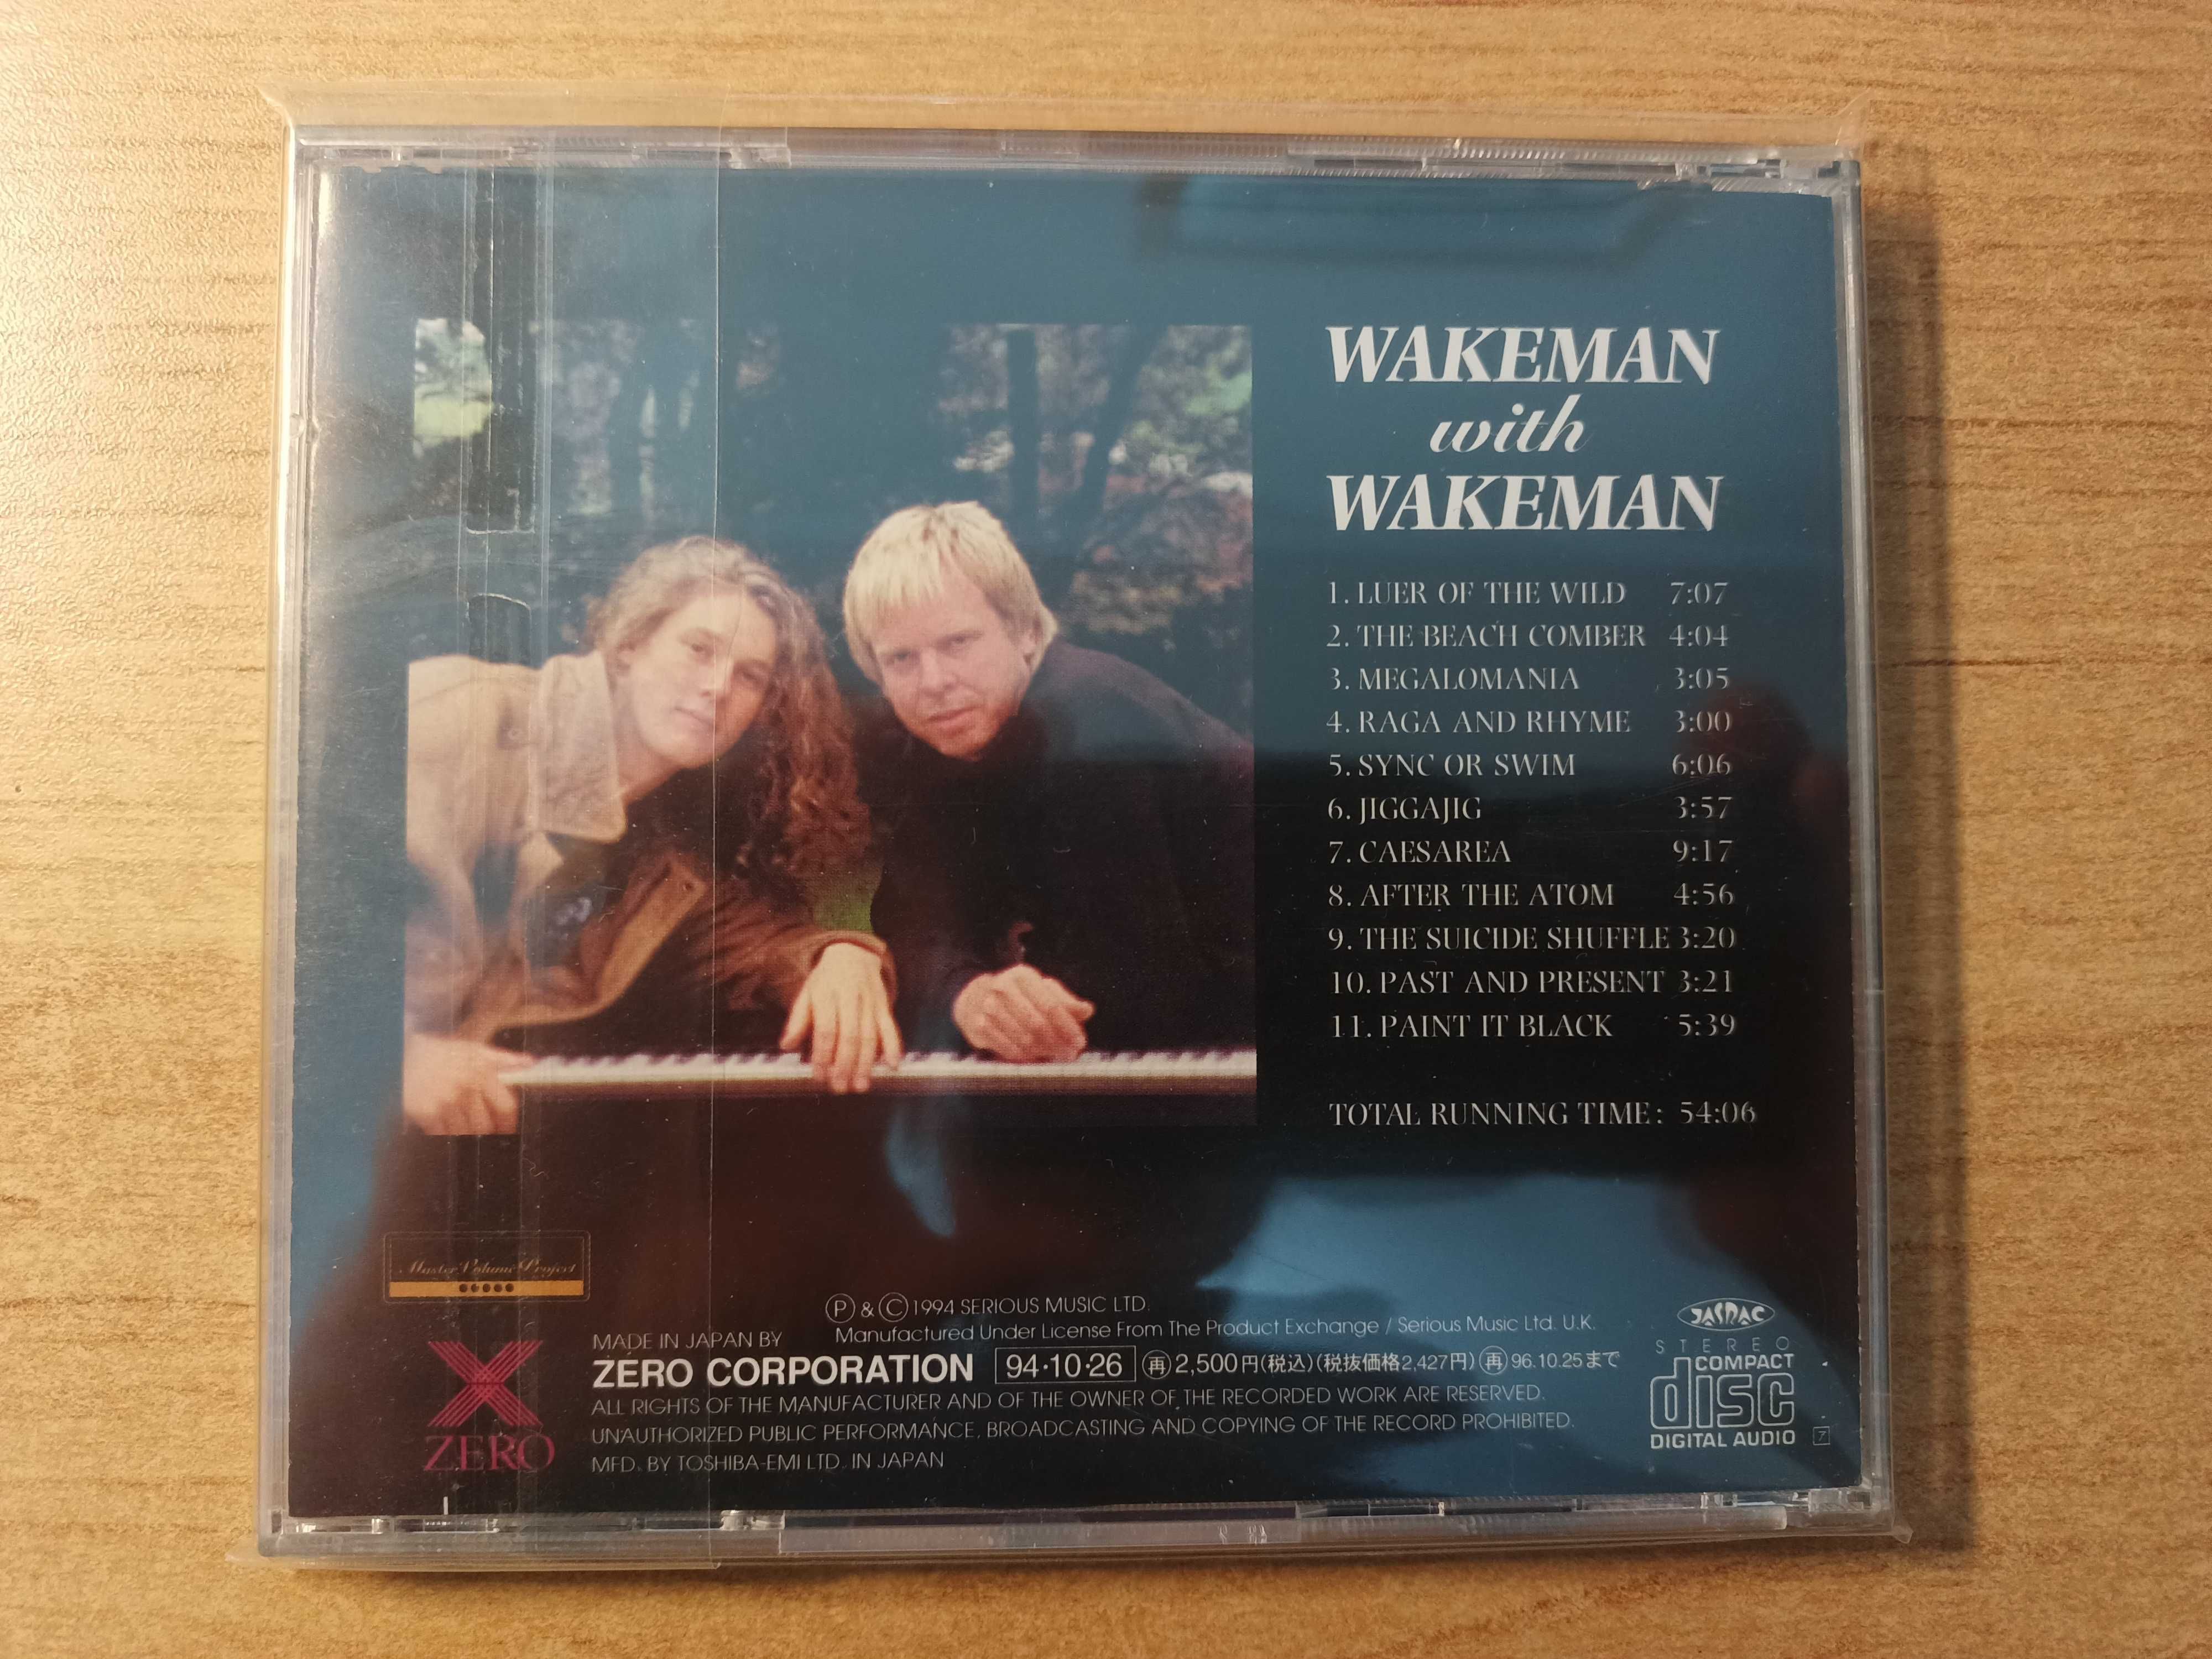 WAKEMAN
with
WAKEMAN
1. LUER OF THE WILD 7:07
2. THE BEACH COMBER 4:04
3. MEGALOMANIA 3:05
4. RAGA AND RHYME 3:00
5. SYNC OR SWIM 6:06
6. JIGGAJIG 3:57
7. CAESAREA 9:17
8. AFTER THE ATOM 4:56
9. THE SUICIDE SHUFFLE 3:20
10. PAST AND PRESENT 3:21
11. PAINT IT BLACK 5:39
TOTAL RUNNING TIME: 54:06
Master Volume Project
Ⓟ & Ⓒ 1994 SERIOUS MUSIC LTD.
Manufactured Under License From The Product Exchange / Serious Music Ltd. U.K.
MADE IN JAPAN BY
ZERO CORPORATION 94·10·26 再 2,500円(税込)(税抜価格2,427円) 再 96.10.25まで
ALL RIGHTS OF THE MANUFACTURER AND OF THE OWNER OF THE RECORDED WORK ARE RESERVED.
UNAUTHORIZED PUBLIC PERFORMANCE, BROADCASTING AND COPYING OF THE RECORD PROHIBITED.
MFD. BY TOSHIBA-EMI LTD. IN JAPAN
ZERO
JASRAC
STEREO
COMPACT
disc
DIGITAL AUDIO
7